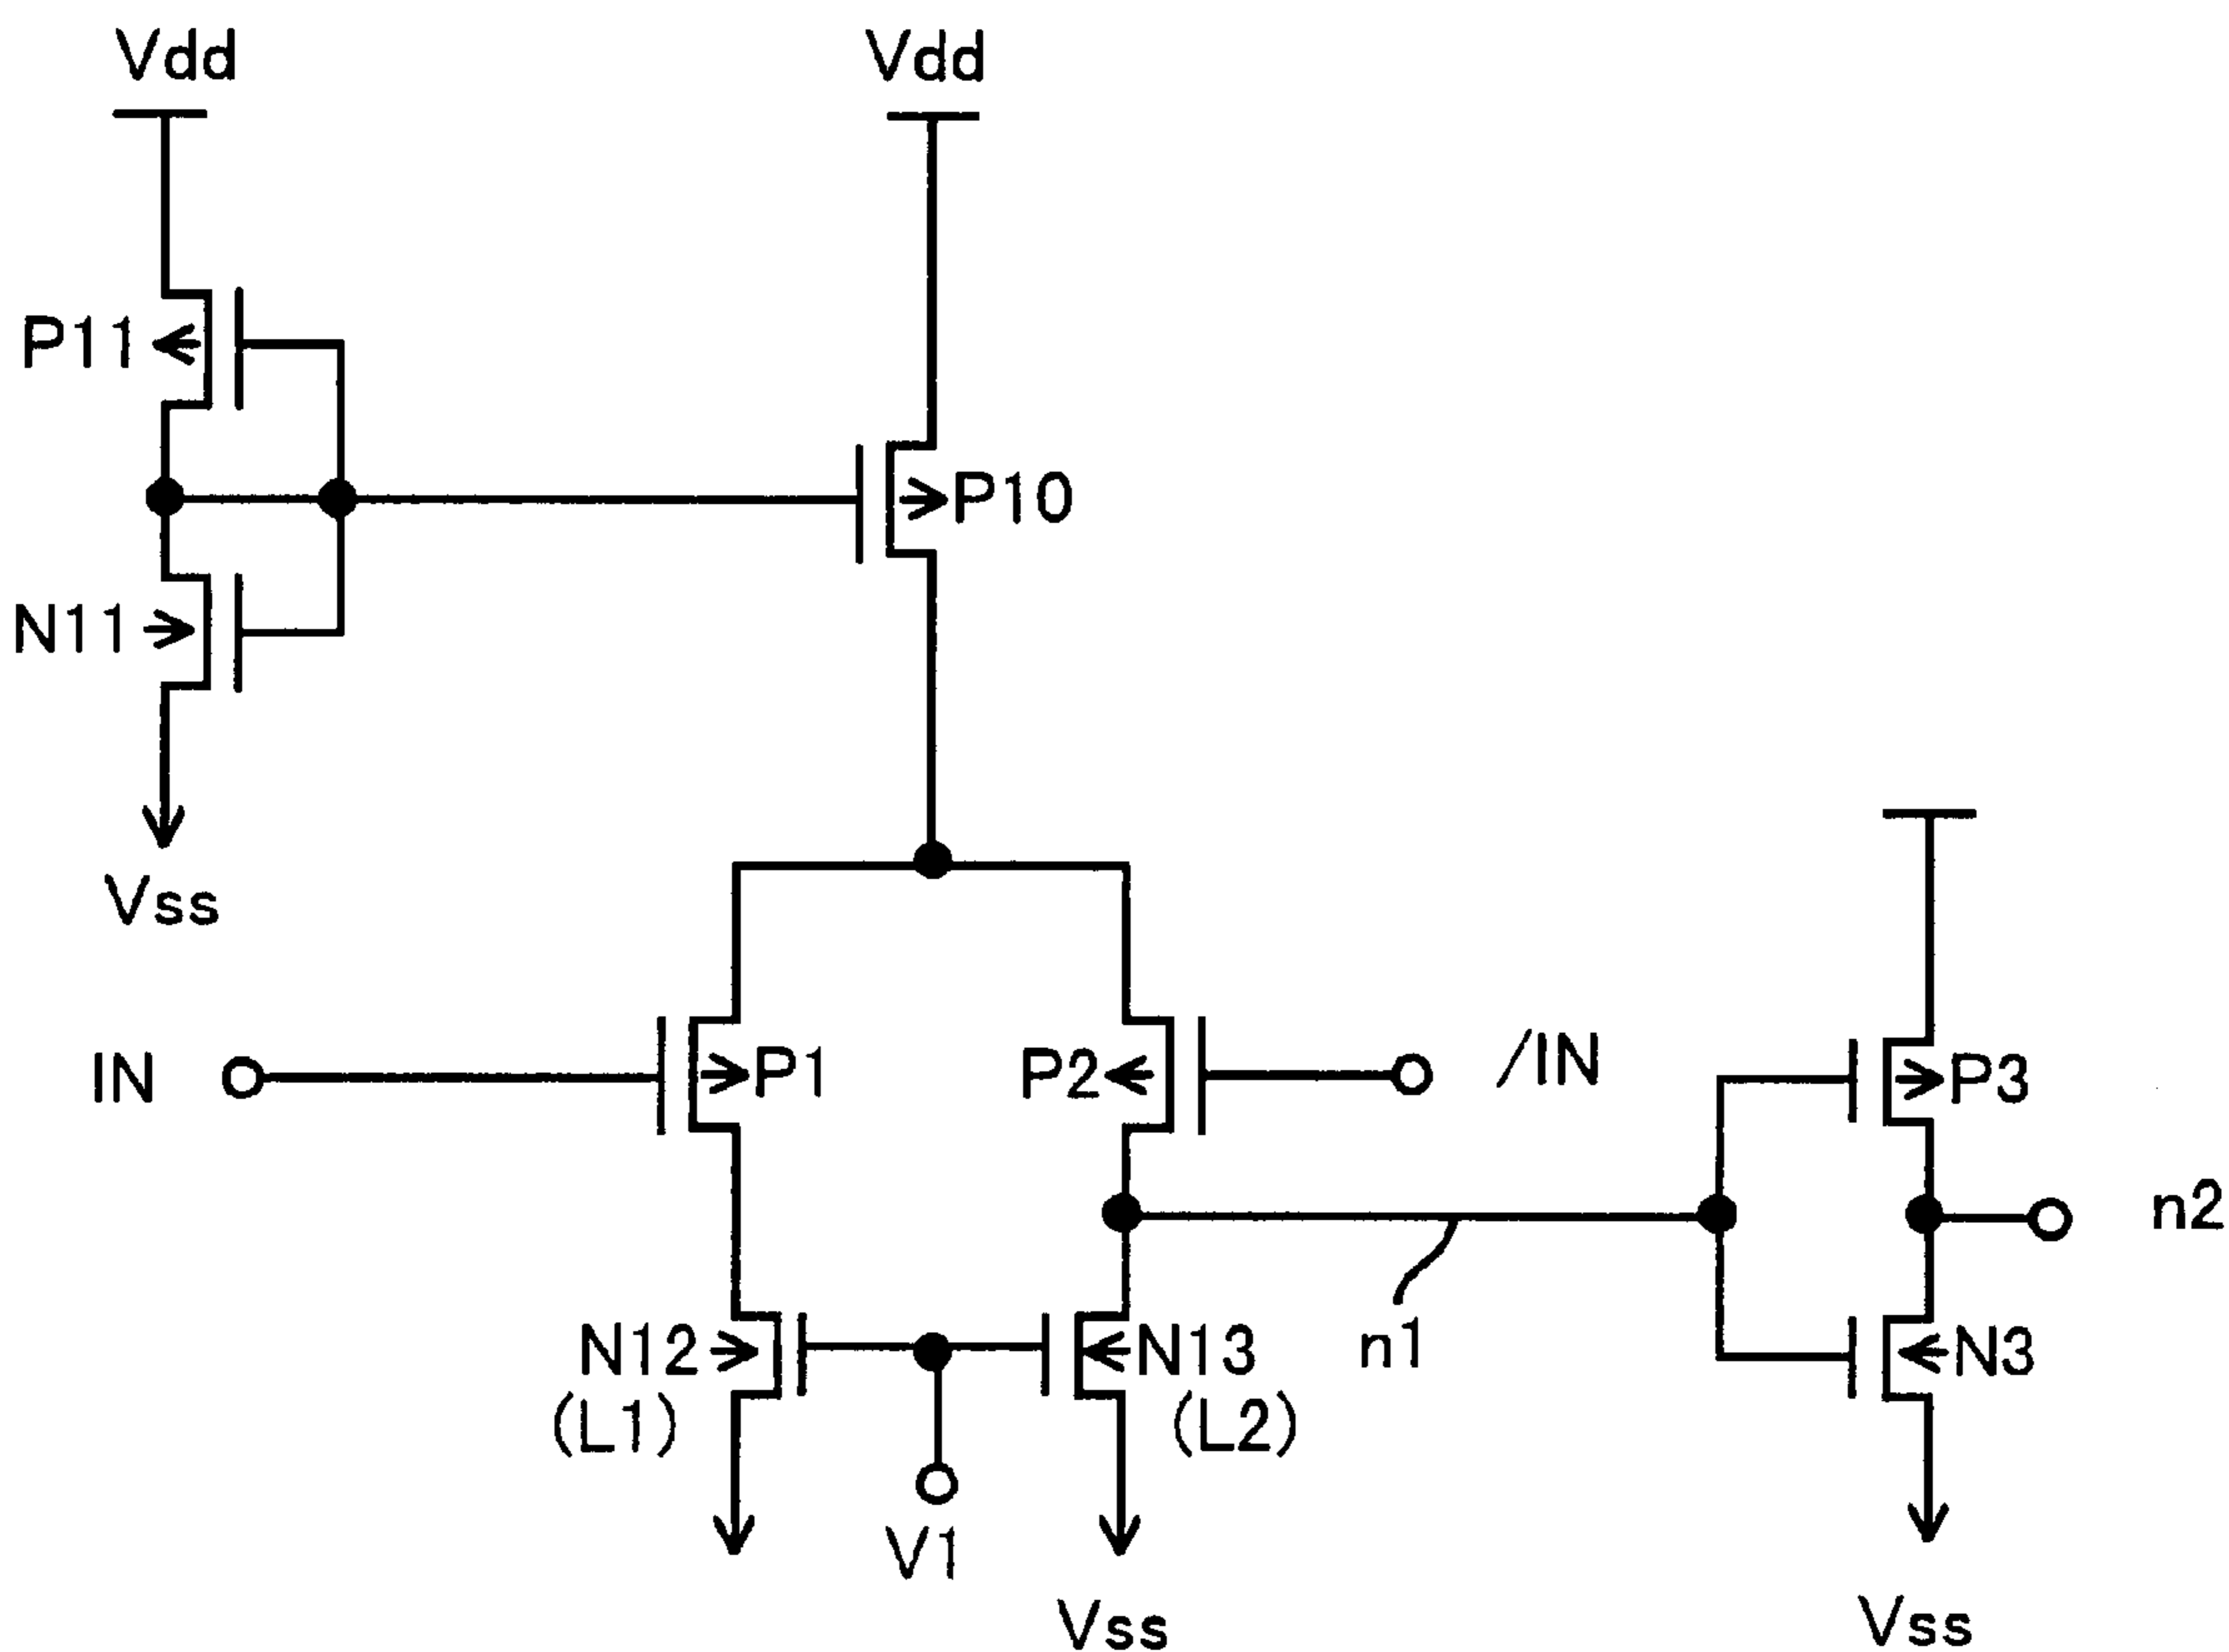 Vdd
Vdd
P11
P10
N11
Vss
IN
P1
P2
/IN
P3
n2
N12
(L1)
N13
(L2)
n1
N3
V1
Vss
Vss